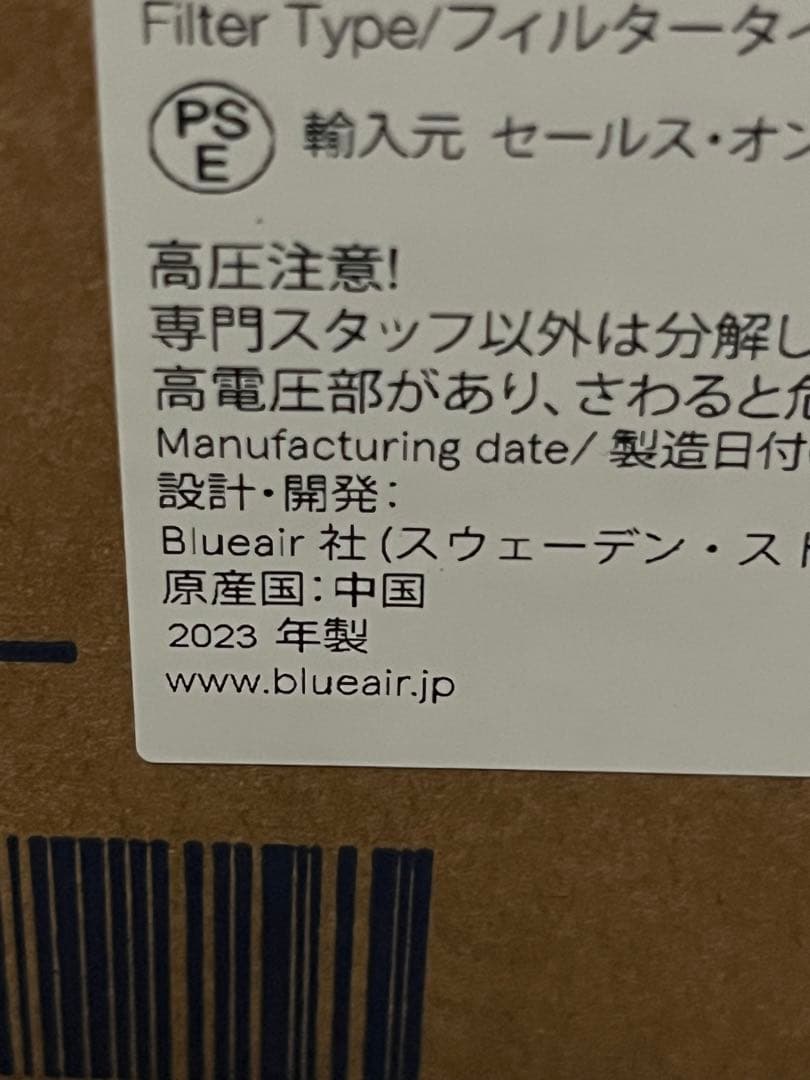 Filter Type/フィルタータイ
PS
E
輸入元 セールス・オン
高圧注意!
専門スタッフ以外は分解し
高電圧部があり、さわると危
Manufacturing date/ 製造日付
設計・開発:
Blueair 社 (スウェーデン・スト
原産国: 中国
2023 年製
www.blueair.jp